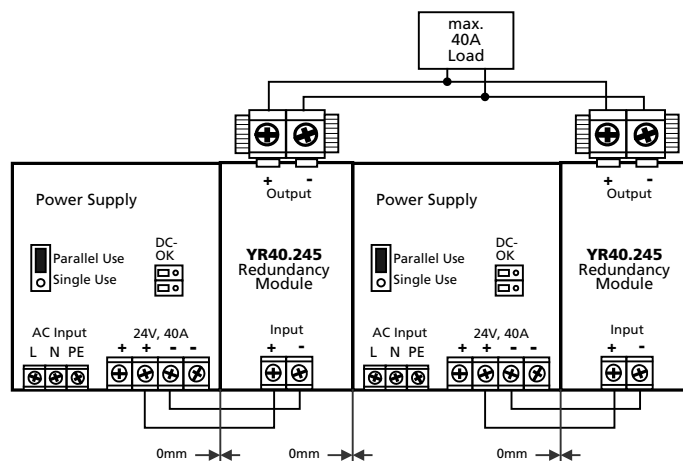 max.
40A
Load
+ -
Output
+ -
Output
Power Supply
Parallel Use
Single Use
DC-
OK
AC Input
L N PE
24V, 40A
+ + - -
YR40.245
Redundancy
Module
Input
+ -
Power Supply
Parallel Use
Single Use
DC-
OK
AC Input
L N PE
24V, 40A
+ + - -
YR40.245
Redundancy
Module
Input
+ -
0mm
0mm
0mm